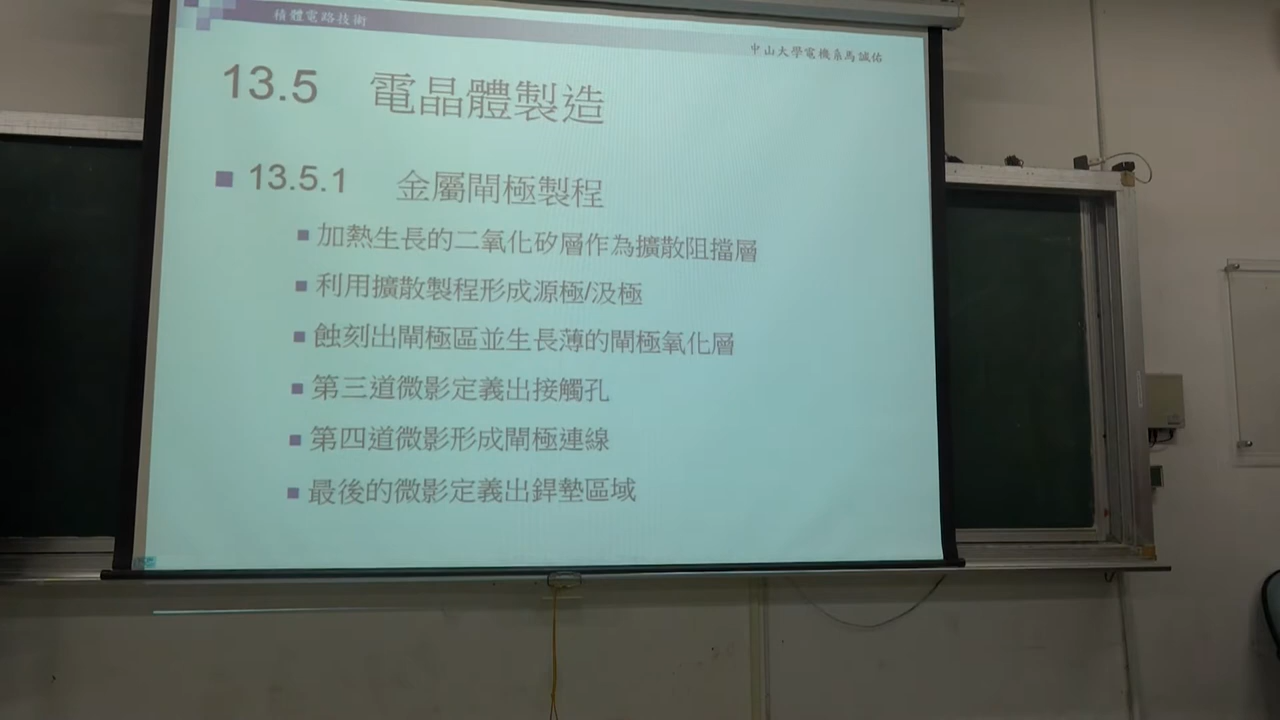 積體電路技術
中山大學電機系馬誠佑
13.5 電晶體製造
13.5.1 金屬閘極製程
加熱生長的二氧化矽層作為擴散阻擋層
利用擴散製程形成源極/汲極
蝕刻出閘極區並生長薄的閘極氧化層
第三道微影定義出接觸孔
第四道微影形成閘極連線
最後的微影定義出銲墊區域